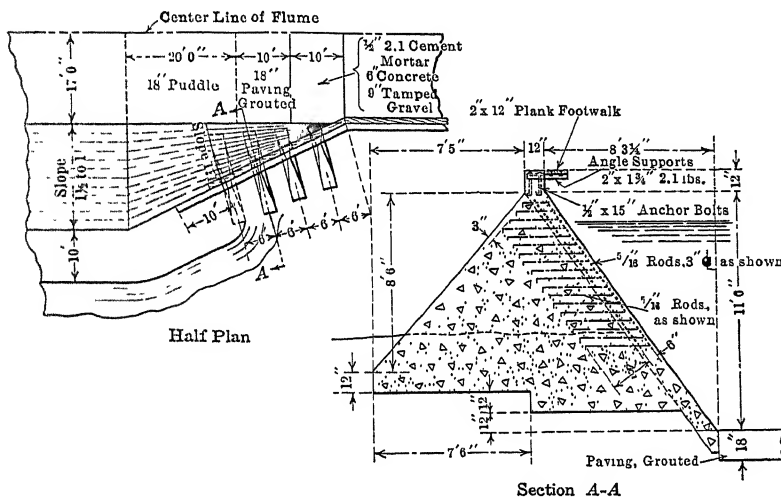 Center Line of Flume
20'0"
10'
10'
17'0"
18" Puddle
18"
Paving
Grouted
½" 2.1 Cement
Mortar
6" Concrete
9" Tamped
Gravel
A
Slope
1½ to 1
10'
10'
6'
6'
6'
6'
A
Half Plan
2" x 12" Plank Footwalk
7'5"
12"
8'3¼"
Angle Supports
2" x 1¾" 2.1 lbs.
12"
½" x 15" Anchor Bolts
3"
5/16 Rods, 3" as shown
5/16 Rods,
as shown
8'6"
11'0"
12"
12"
12"
7'6"
18"
Paving, Grouted
Section A-A